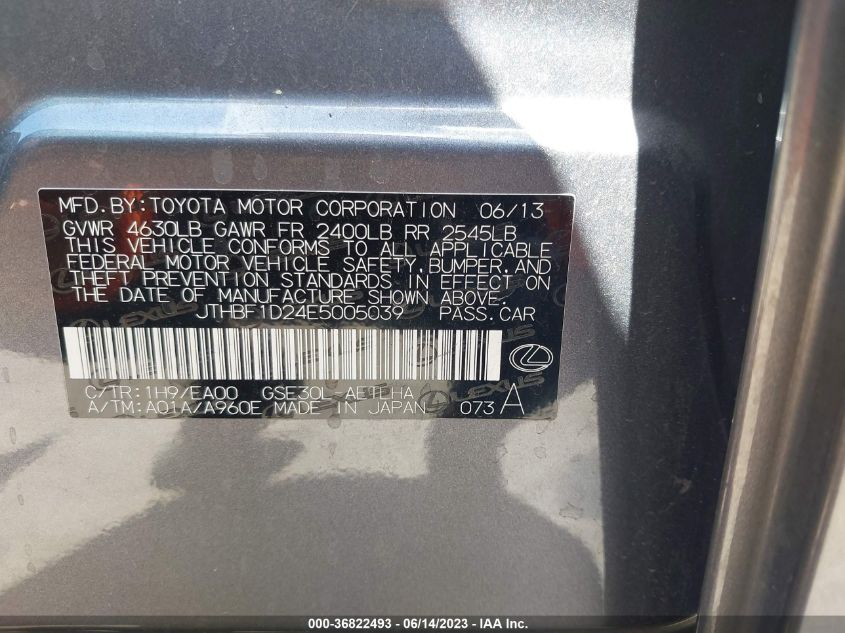 MFD.BY:TOYOTA MOTOR CORPORATION 06/13
GVWR 4630LB GAWR FR 2400LB RR 2545LB
THIS VEHICLE CONFORMS TO ALL APPLICABLE
FEDERAL MOTOR VEHICLE SAFETY,BUMPER,AND
THEFT PREVENTION STANDARDS IN EFFECT ON
THE DATE OF MANUFACTURE SHOWN ABOVE.
JTHBF1D24E5005039 PASS.CAR
C/TR:1H9/EA00 GSE30L AETLHA
A/TM:A01A/A960E MADE IN JAPAN 073 A
LEXUS
000-36822493 - 06/14/2023 - IAA Inc.